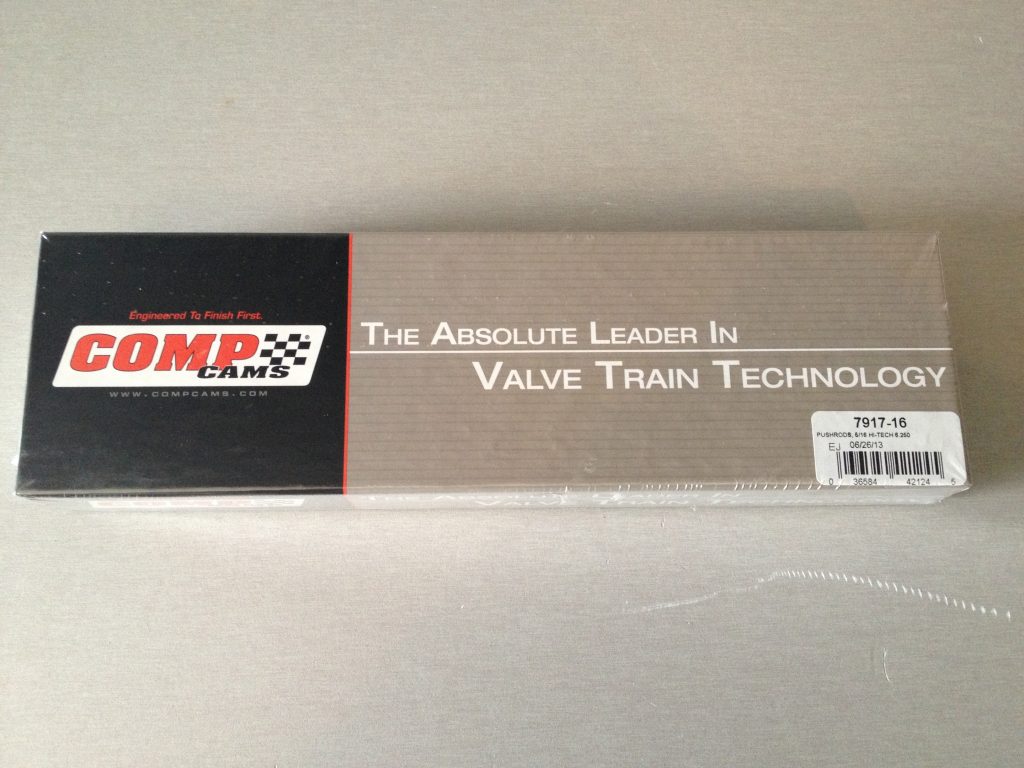 Engineered To Finish First.
COMP
CAMS
WWW.COMPCAMS.COM
THE ABSOLUTE LEADER IN
VALVE TRAIN TECHNOLOGY
7917-16
PUSHRODS, 5/16 HI-TECH 6.250
EJ 06/26/13
0 36584 42124 5